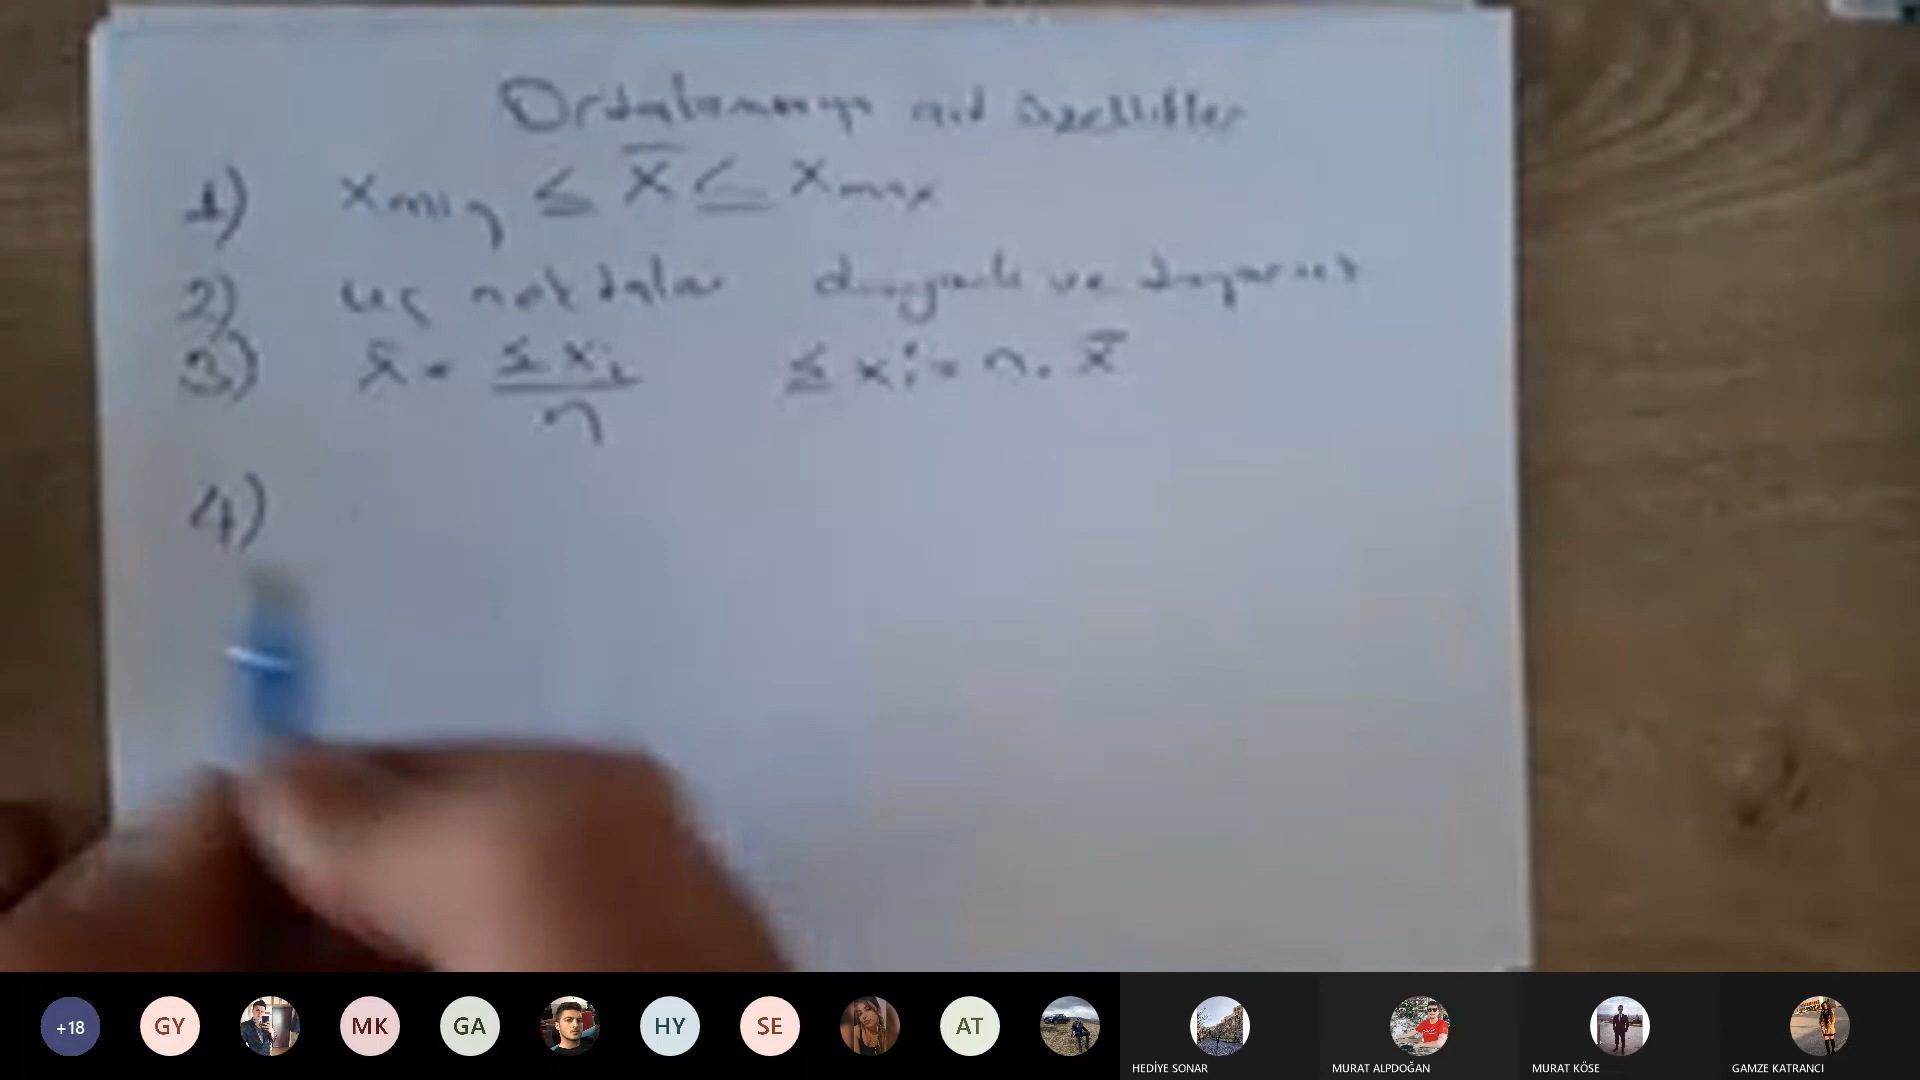 Ortalamaya ait özellikler
1) xmin ≤ x̄ ≤ xmax
2) uç noktalar duyarlı ve
3) x̄ = Σxi / n    Σxi = n . x̄
4)
+18 GY MK GA HY SE AT
HEDİYE SONAR MURAT ALPDOĞAN MURAT KÖSE GAMZE KATRANCI